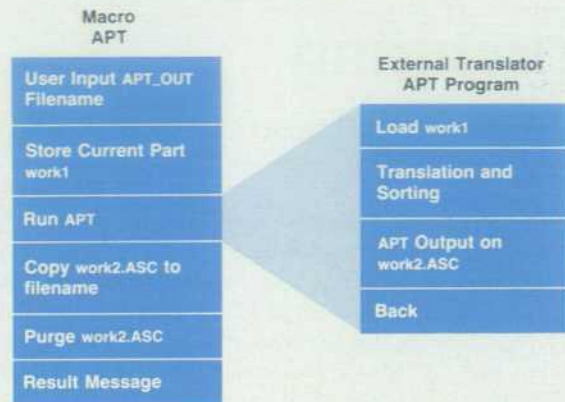 Macro
APT
User Input APT_OUT
Filename
Store Current Part
work1
Run APT
Copy work2.ASC to
filename
Purge work2.ASC
Result Message
External Translator
APT Program
Load work1
Translation and
Sorting
APT Output on
work2.ASC
Back